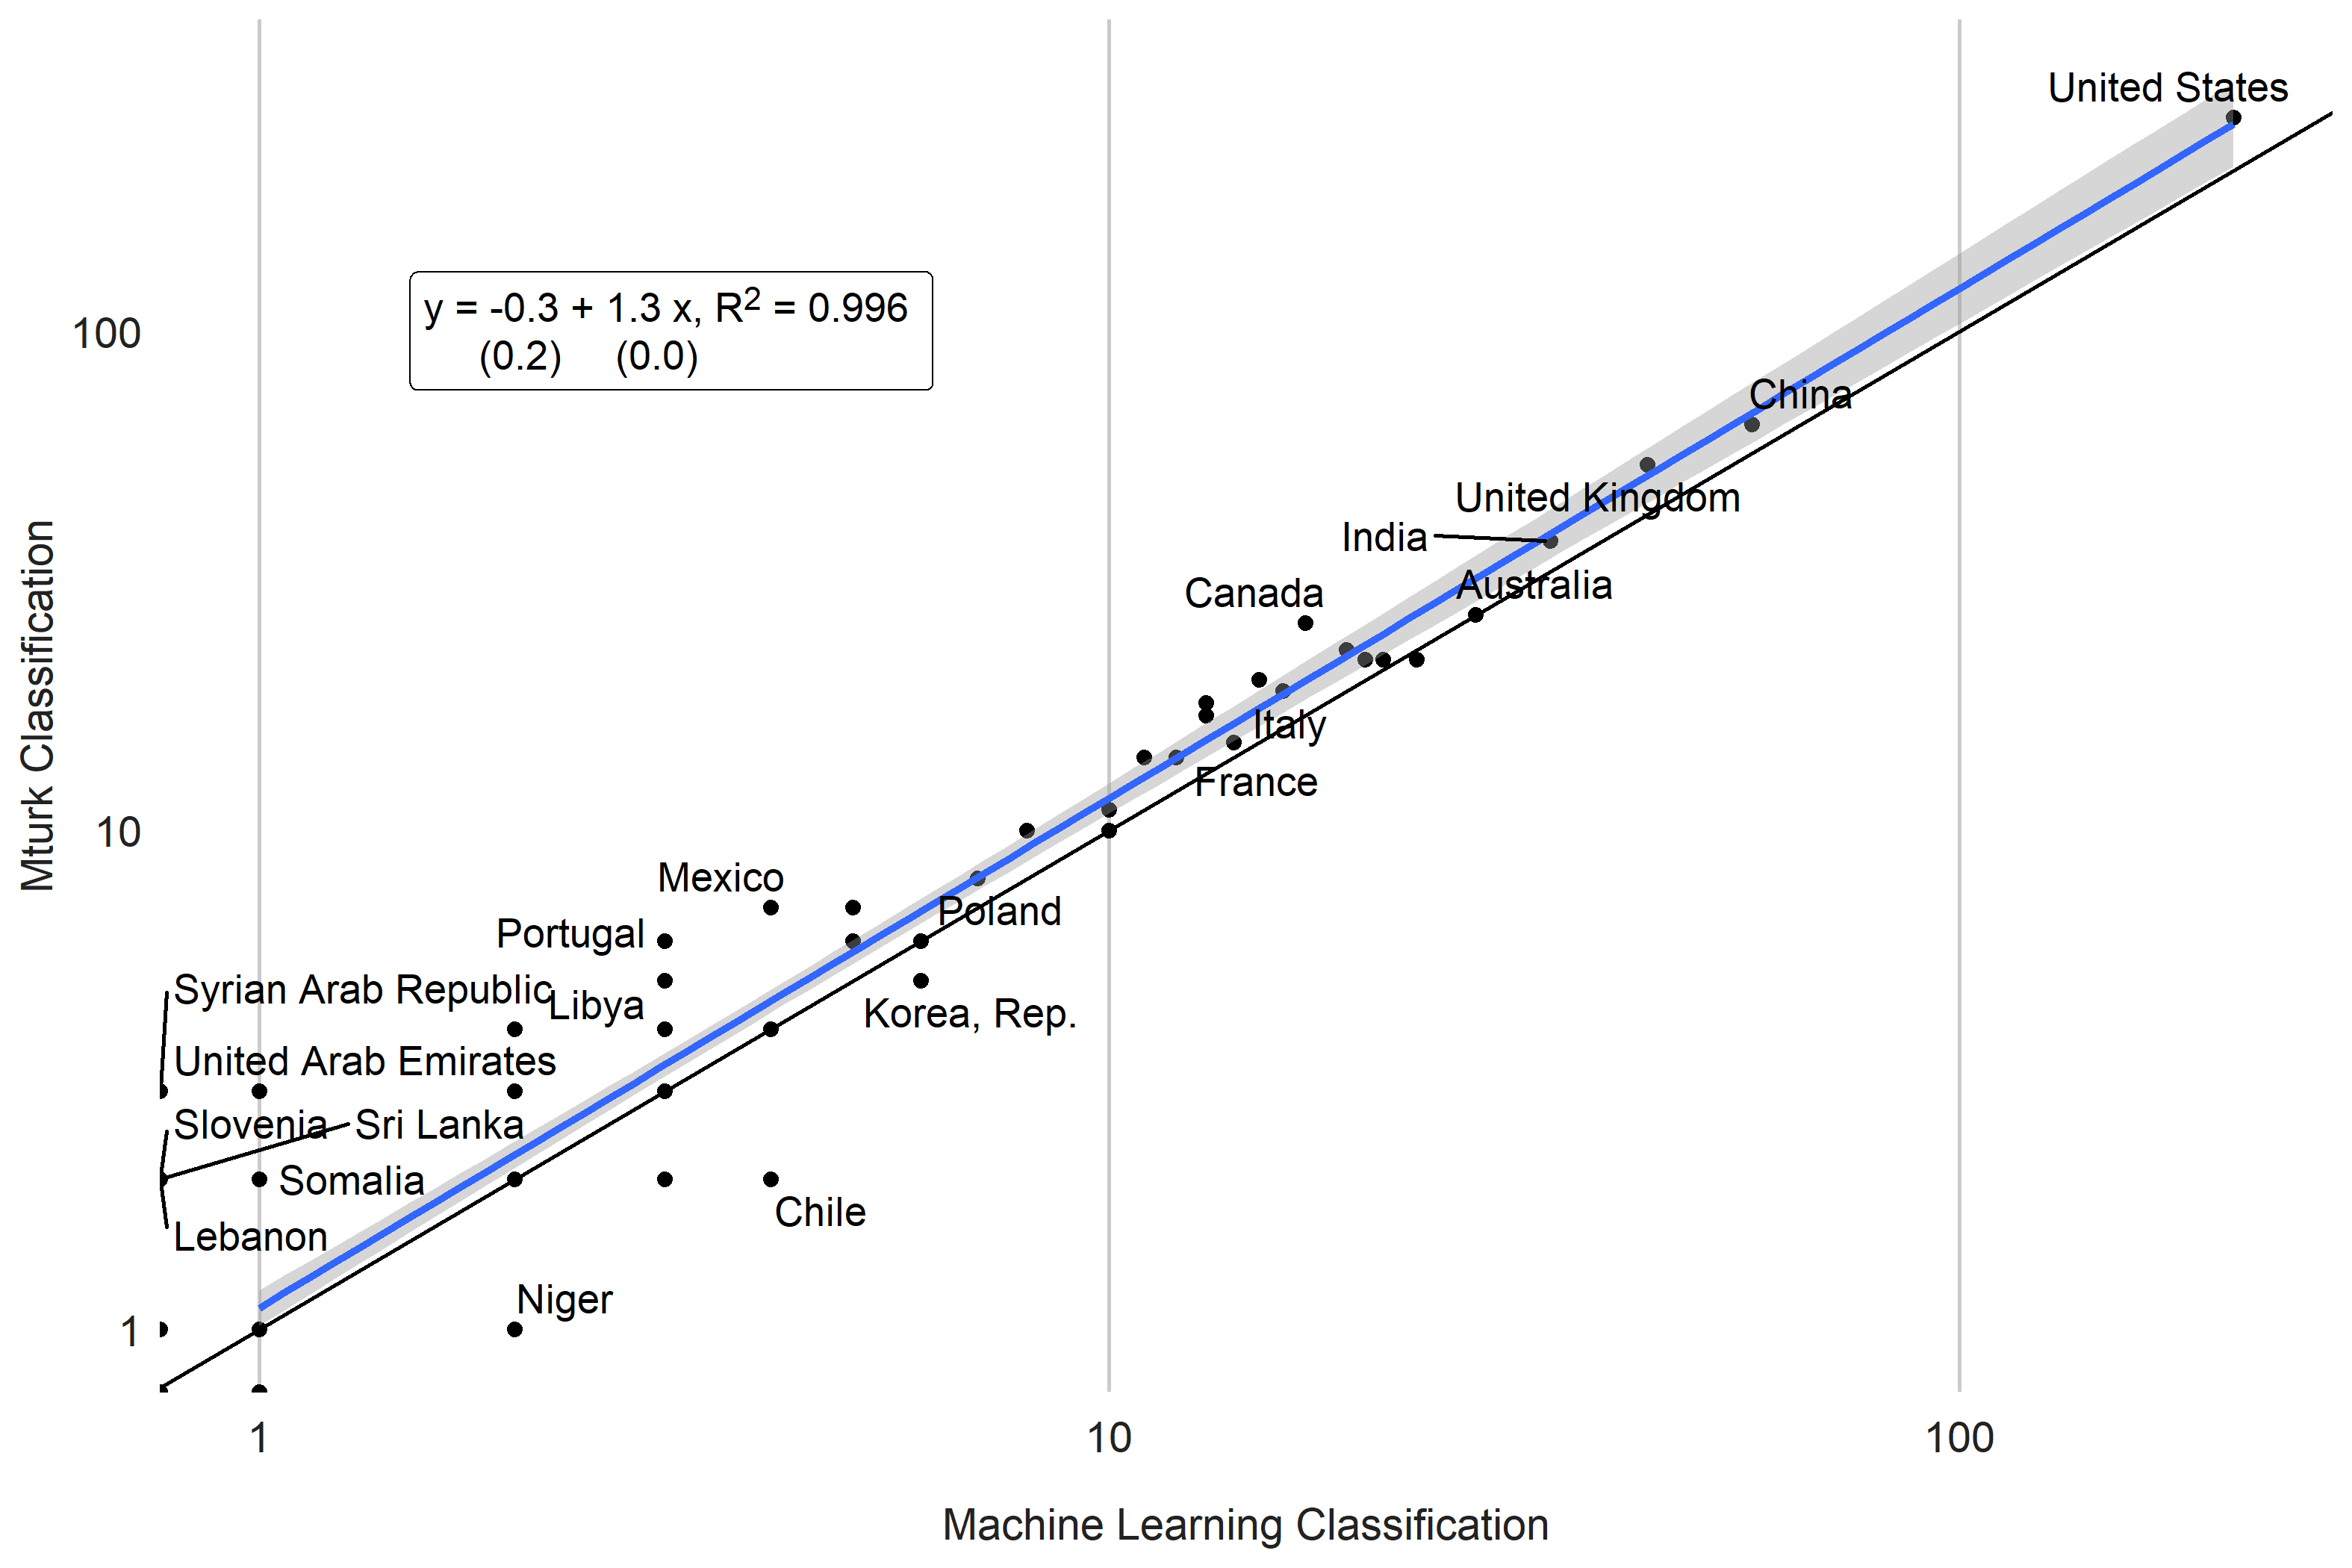 United States
y = -0.3 + 1.3 x, R² = 0.996
(0.2) (0.0)
100
China
United Kingdom
India
Australia
Canada
Italy
France
10
Mexico
Poland
Portugal
Syrian Arab Republic
Libya
Korea, Rep.
United Arab Emirates
Slovenia
Sri Lanka
Somalia
Chile
Lebanon
Niger
1
Mturk Classification
1 10 100
Machine Learning Classification